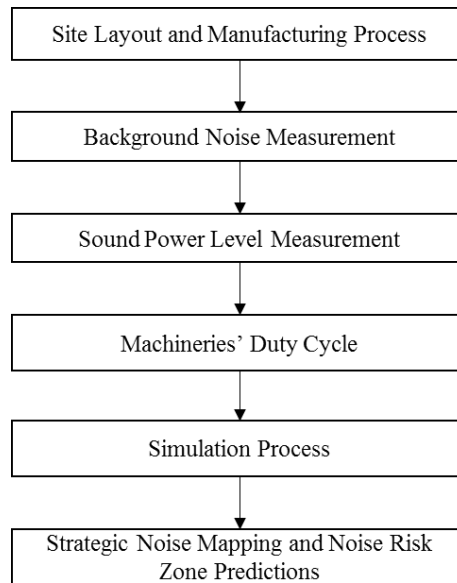 Site Layout and Manufacturing Process
Background Noise Measurement
Sound Power Level Measurement
Machineries’ Duty Cycle
Simulation Process
Strategic Noise Mapping and Noise Risk
Zone Predictions